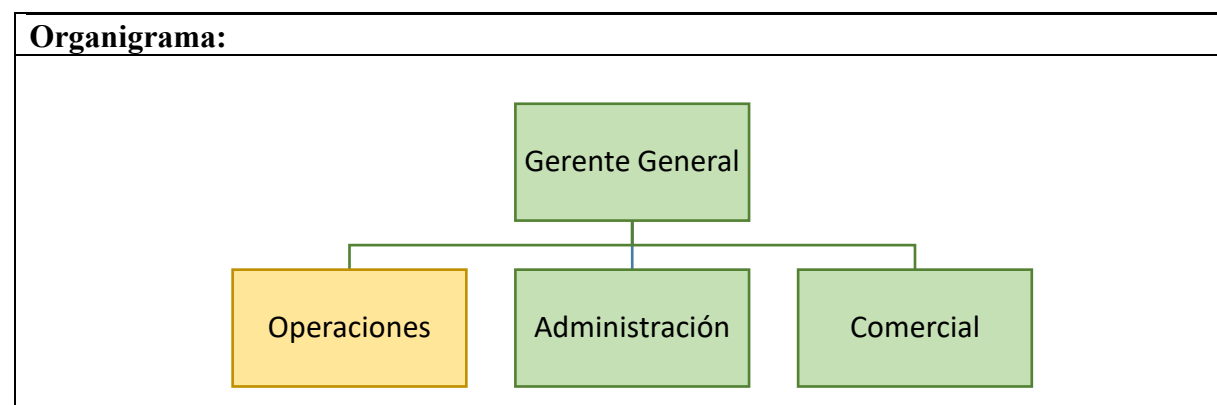 Organigrama:
Gerente General
Operaciones
Administración
Comercial